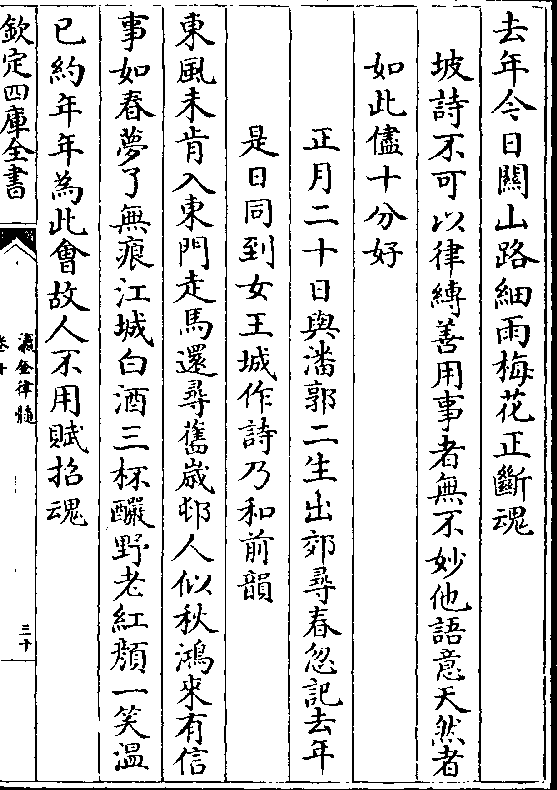 去年今日關山路細雨梅花正斷魂
坡詩不可以律縛善用事者無不妙他語意天然者
如此儘十分好
正月二十日與潘郭二生出郊尋春忽記去年
是日同到女王城作詩乃和前韻
東風未肯入東門走馬還尋舊歲邨人似秋鴻來有信
事如春夢了無痕江城白酒三杯釅野老紅顏一笑溫
已約年年為此會故人不用賦招魂
欽定四庫全書
瀛奎律髓
卷十
三十